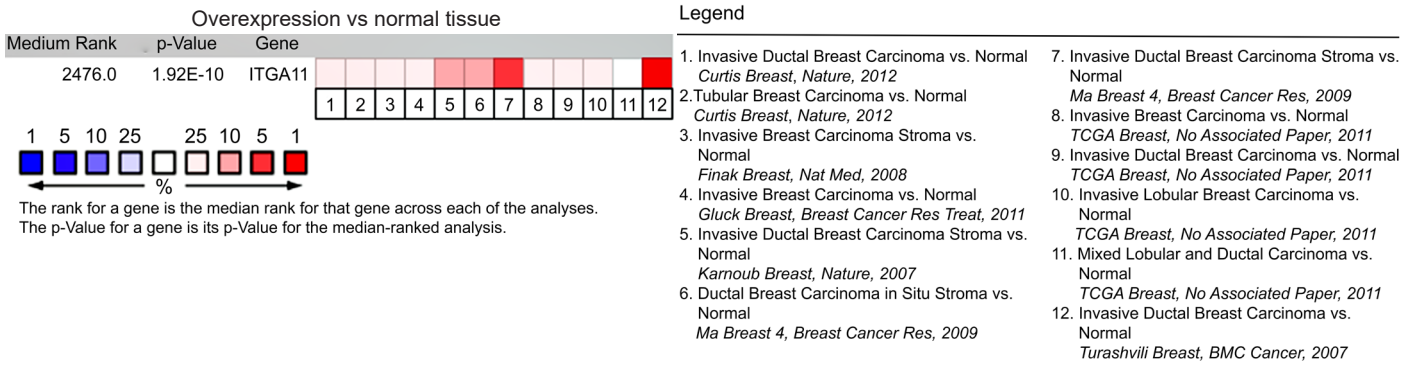 Overexpression vs normal tissue
Medium Rank p-Value Gene
2476.0 1.92E-10 ITGA11
1 2 3 4 5 6 7 8 9 10 11 12
1 5 10 25 25 10 5 1
%
The rank for a gene is the median rank for that gene across each of the analyses.
The p-Value for a gene is its p-Value for the median-ranked analysis.
Legend
1. Invasive Ductal Breast Carcinoma vs. Normal
Curtis Breast, Nature, 2012
2.Tubular Breast Carcinoma vs. Normal
Curtis Breast, Nature, 2012
3. Invasive Breast Carcinoma Stroma vs.
Normal
Finak Breast, Nat Med, 2008
4. Invasive Breast Carcinoma vs. Normal
Gluck Breast, Breast Cancer Res Treat, 2011
5. Invasive Ductal Breast Carcinoma Stroma vs.
Normal
Karnoub Breast, Nature, 2007
6. Ductal Breast Carcinoma in Situ Stroma vs.
Normal
Ma Breast 4, Breast Cancer Res, 2009
7. Invasive Ductal Breast Carcinoma Stroma vs.
Normal
Ma Breast 4, Breast Cancer Res, 2009
8. Invasive Breast Carcinoma vs. Normal
TCGA Breast, No Associated Paper, 2011
9. Invasive Ductal Breast Carcinoma vs. Normal
TCGA Breast, No Associated Paper, 2011
10. Invasive Lobular Breast Carcinoma vs.
Normal
TCGA Breast, No Associated Paper, 2011
11. Mixed Lobular and Ductal Carcinoma vs.
Normal
TCGA Breast, No Associated Paper, 2011
12. Invasive Ductal Breast Carcinoma vs.
Normal
Turashvili Breast, BMC Cancer, 2007